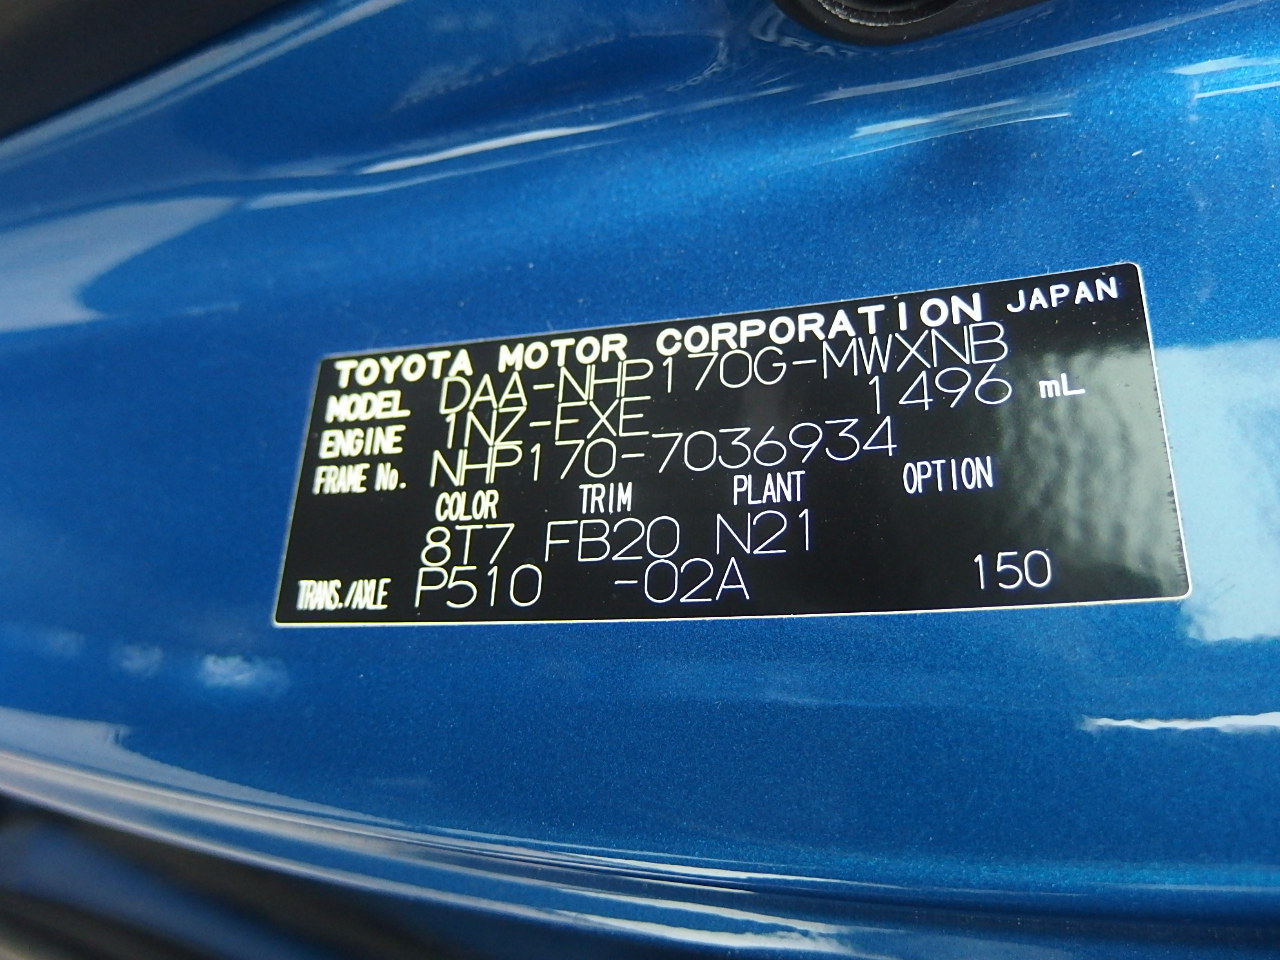 TOYOTA MOTOR CORPORATION JAPAN
MODEL DAA-NHP170G-MWXNB
ENGINE 1NZ-EXE 1496 mL
FRAME No. NHP170-7036934
COLOR TRIM PLANT OPTION
8T7 FB20 N21
TRANS./AXLE P510 -02A 150